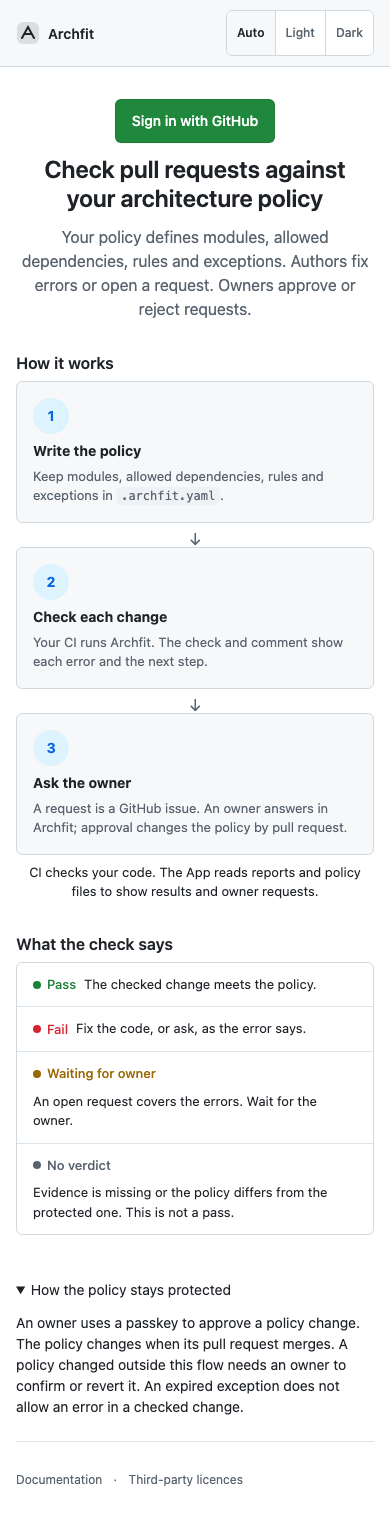 Archfit
Auto Light Dark
Sign in with GitHub
Check pull requests against
your architecture policy
Your policy defines modules, allowed
dependencies, rules and exceptions. Authors fix
errors or open a request. Owners approve or
reject requests.
How it works
1
Write the policy
Keep modules, allowed dependencies, rules and
exceptions in .archfit.yaml.
↓
2
Check each change
Your CI runs Archfit. The check and comment show
each error and the next step.
↓
3
Ask the owner
A request is a GitHub issue. An owner answers in
Archfit; approval changes the policy by pull request.
CI checks your code. The App reads reports and policy
files to show results and owner requests.
What the check says
Pass The checked change meets the policy.
Fail Fix the code, or ask, as the error says.
Waiting for owner
An open request covers the errors. Wait for the
owner.
No verdict
Evidence is missing or the policy differs from the
protected one. This is not a pass.
▼ How the policy stays protected
An owner uses a passkey to approve a policy change.
The policy changes when its pull request merges. A
policy changed outside this flow needs an owner to
confirm or revert it. An expired exception does not
allow an error in a checked change.
Documentation · Third-party licences